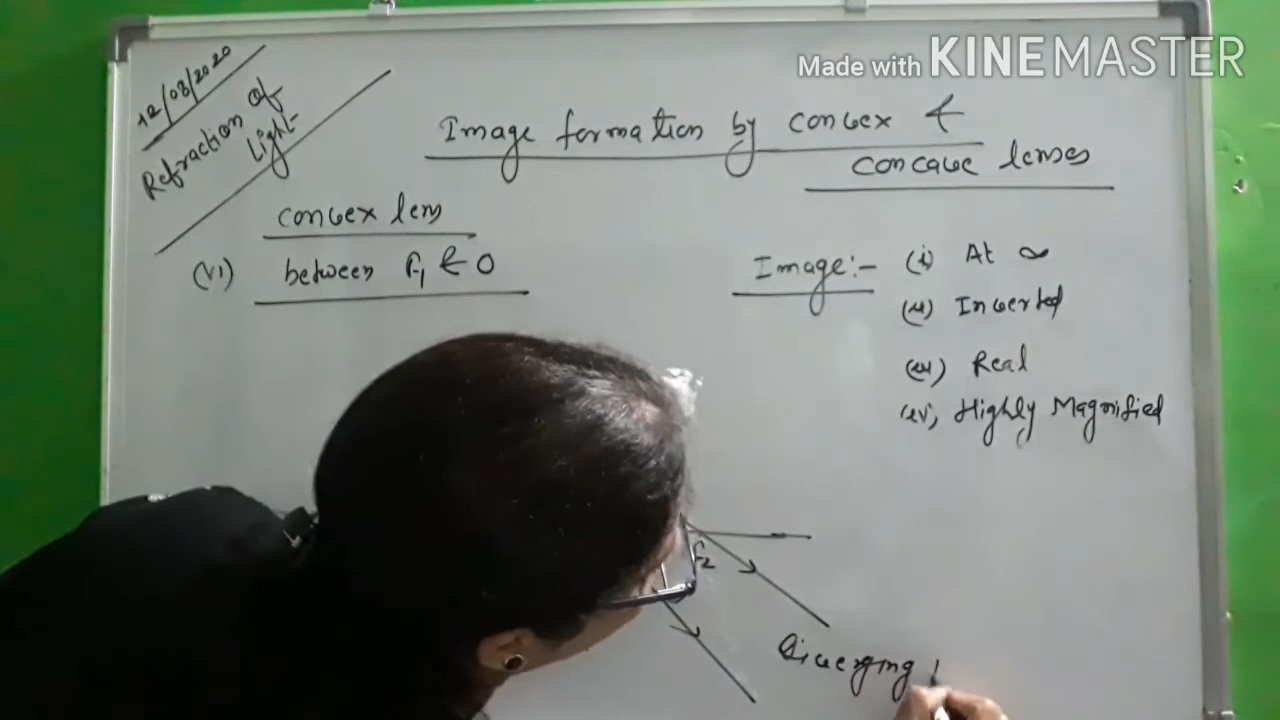 Made with KINEMASTER
12/08/2020
Refraction of
Light
Image formation by convex &
concave lenses
convex lens
(vi) between F1 & O
Image:- (i) At ∞
(ii) Inverted
(iii) Real
(iv) Highly Magnified
F2
Diverging